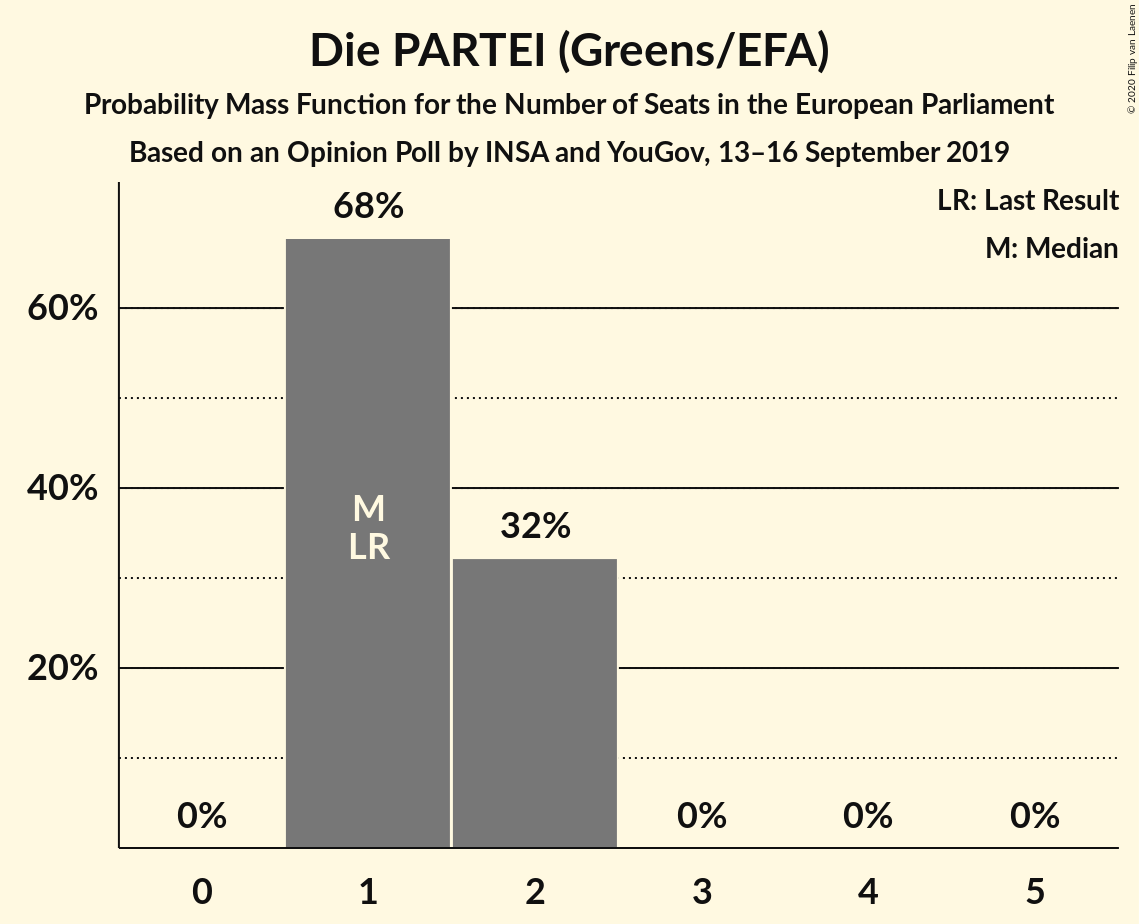 Die PARTEI (Greens/EFA)
Probability Mass Function for the Number of Seats in the European Parliament
Based on an Opinion Poll by INSA and YouGov, 13–16 September 2019
© 2020 Filip van Laenen
LR: Last Result
M: Median
68%
60%
40%
M
LR
32%
20%
0%
0%
0%
0%
0
1
2
3
4
5